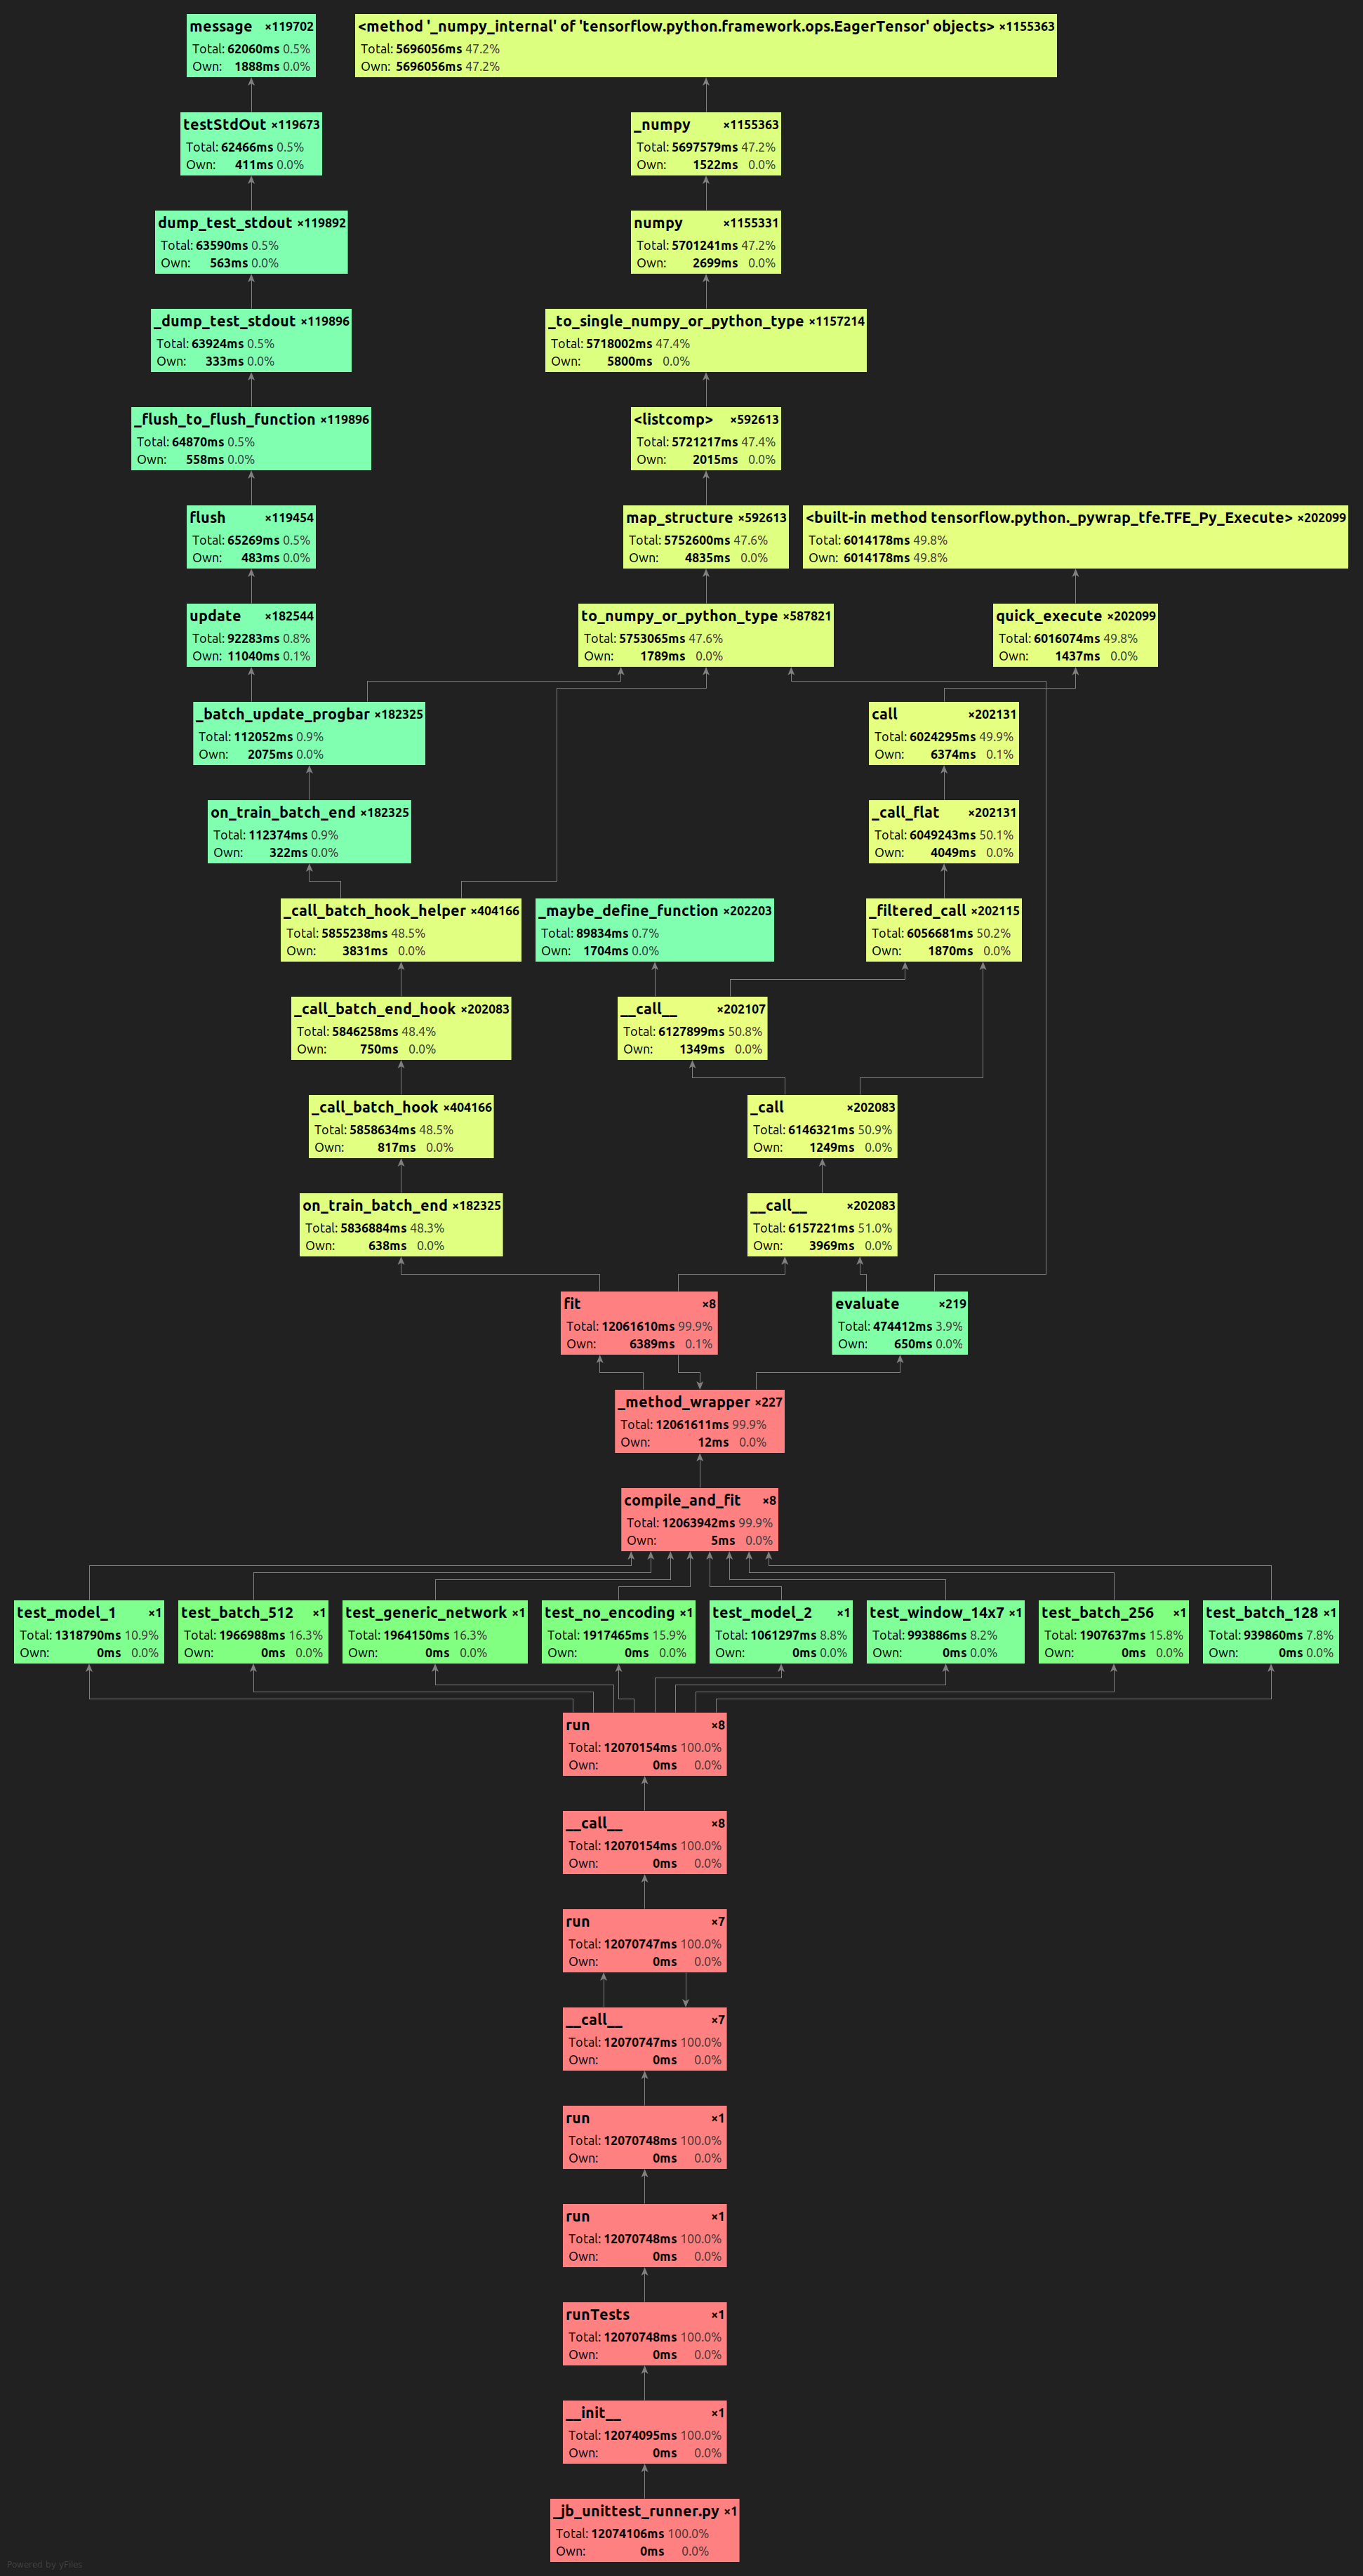 message ×119702
Total: 62060ms 0.5%
Own: 1888ms 0.0%
<method '_numpy_internal' of 'tensorflow.python.framework.ops.EagerTensor' objects> ×1155363
Total: 5696056ms 47.2%
Own: 5696056ms 47.2%
testStdOut ×119673
Total: 62466ms 0.5%
Own: 411ms 0.0%
_numpy ×1155363
Total: 5697579ms 47.2%
Own: 1522ms 0.0%
dump_test_stdout ×119892
Total: 63590ms 0.5%
Own: 563ms 0.0%
numpy ×1155331
Total: 5701241ms 47.2%
Own: 2699ms 0.0%
_dump_test_stdout ×119896
Total: 63924ms 0.5%
Own: 333ms 0.0%
_to_single_numpy_or_python_type ×1157214
Total: 5718002ms 47.4%
Own: 5800ms 0.0%
_flush_to_flush_function ×119896
Total: 64870ms 0.5%
Own: 558ms 0.0%
<listcomp> ×592613
Total: 5721217ms 47.4%
Own: 2015ms 0.0%
flush ×119454
Total: 65269ms 0.5%
Own: 483ms 0.0%
map_structure ×592613
Total: 5752600ms 47.6%
Own: 4835ms 0.0%
<built-in method tensorflow.python._pywrap_tfe.TFE_Py_Execute> ×202099
Total: 6014178ms 49.8%
Own: 6014178ms 49.8%
update ×182544
Total: 92283ms 0.8%
Own: 11040ms 0.1%
to_numpy_or_python_type ×587821
Total: 5753065ms 47.6%
Own: 1789ms 0.0%
quick_execute ×202099
Total: 6016074ms 49.8%
Own: 1437ms 0.0%
_batch_update_progbar ×182325
Total: 112052ms 0.9%
Own: 2075ms 0.0%
call ×202131
Total: 6024295ms 49.9%
Own: 6374ms 0.1%
on_train_batch_end ×182325
Total: 112374ms 0.9%
Own: 322ms 0.0%
_call_flat ×202131
Total: 6049243ms 50.1%
Own: 4049ms 0.0%
_call_batch_hook_helper ×404166
Total: 5855238ms 48.5%
Own: 3831ms 0.0%
_maybe_define_function ×202203
Total: 89834ms 0.7%
Own: 1704ms 0.0%
_filtered_call ×202115
Total: 6056681ms 50.2%
Own: 1870ms 0.0%
_call_batch_end_hook ×202083
Total: 5846258ms 48.4%
Own: 750ms 0.0%
__call__ ×202107
Total: 6127899ms 50.8%
Own: 1349ms 0.0%
_call_batch_hook ×404166
Total: 5858634ms 48.5%
Own: 817ms 0.0%
_call ×202083
Total: 6146321ms 50.9%
Own: 1249ms 0.0%
on_train_batch_end ×182325
Total: 5836884ms 48.3%
Own: 638ms 0.0%
__call__ ×202083
Total: 6157221ms 51.0%
Own: 3969ms 0.0%
fit ×8
Total: 12061610ms 99.9%
Own: 6389ms 0.1%
evaluate ×219
Total: 474412ms 3.9%
Own: 650ms 0.0%
_method_wrapper ×227
Total: 12061611ms 99.9%
Own: 12ms 0.0%
compile_and_fit ×8
Total: 12063942ms 99.9%
Own: 5ms 0.0%
test_model_1 ×1
Total: 1318790ms 10.9%
Own: 0ms 0.0%
test_batch_512 ×1
Total: 1966988ms 16.3%
Own: 0ms 0.0%
test_generic_network ×1
Total: 1964150ms 16.3%
Own: 0ms 0.0%
test_no_encoding ×1
Total: 1917465ms 15.9%
Own: 0ms 0.0%
test_model_2 ×1
Total: 1061297ms 8.8%
Own: 0ms 0.0%
test_window_14x7 ×1
Total: 993886ms 8.2%
Own: 0ms 0.0%
test_batch_256 ×1
Total: 1907637ms 15.8%
Own: 0ms 0.0%
test_batch_128 ×1
Total: 939860ms 7.8%
Own: 0ms 0.0%
run ×8
Total: 12070154ms 100.0%
Own: 0ms 0.0%
__call__ ×8
Total: 12070154ms 100.0%
Own: 0ms 0.0%
run ×7
Total: 12070747ms 100.0%
Own: 0ms 0.0%
__call__ ×7
Total: 12070747ms 100.0%
Own: 0ms 0.0%
run ×1
Total: 12070748ms 100.0%
Own: 0ms 0.0%
run ×1
Total: 12070748ms 100.0%
Own: 0ms 0.0%
runTests ×1
Total: 12070748ms 100.0%
Own: 0ms 0.0%
__init__ ×1
Total: 12074095ms 100.0%
Own: 0ms 0.0%
_jb_unittest_runner.py ×1
Total: 12074106ms 100.0%
Own: 0ms 0.0%
Powered by yFiles